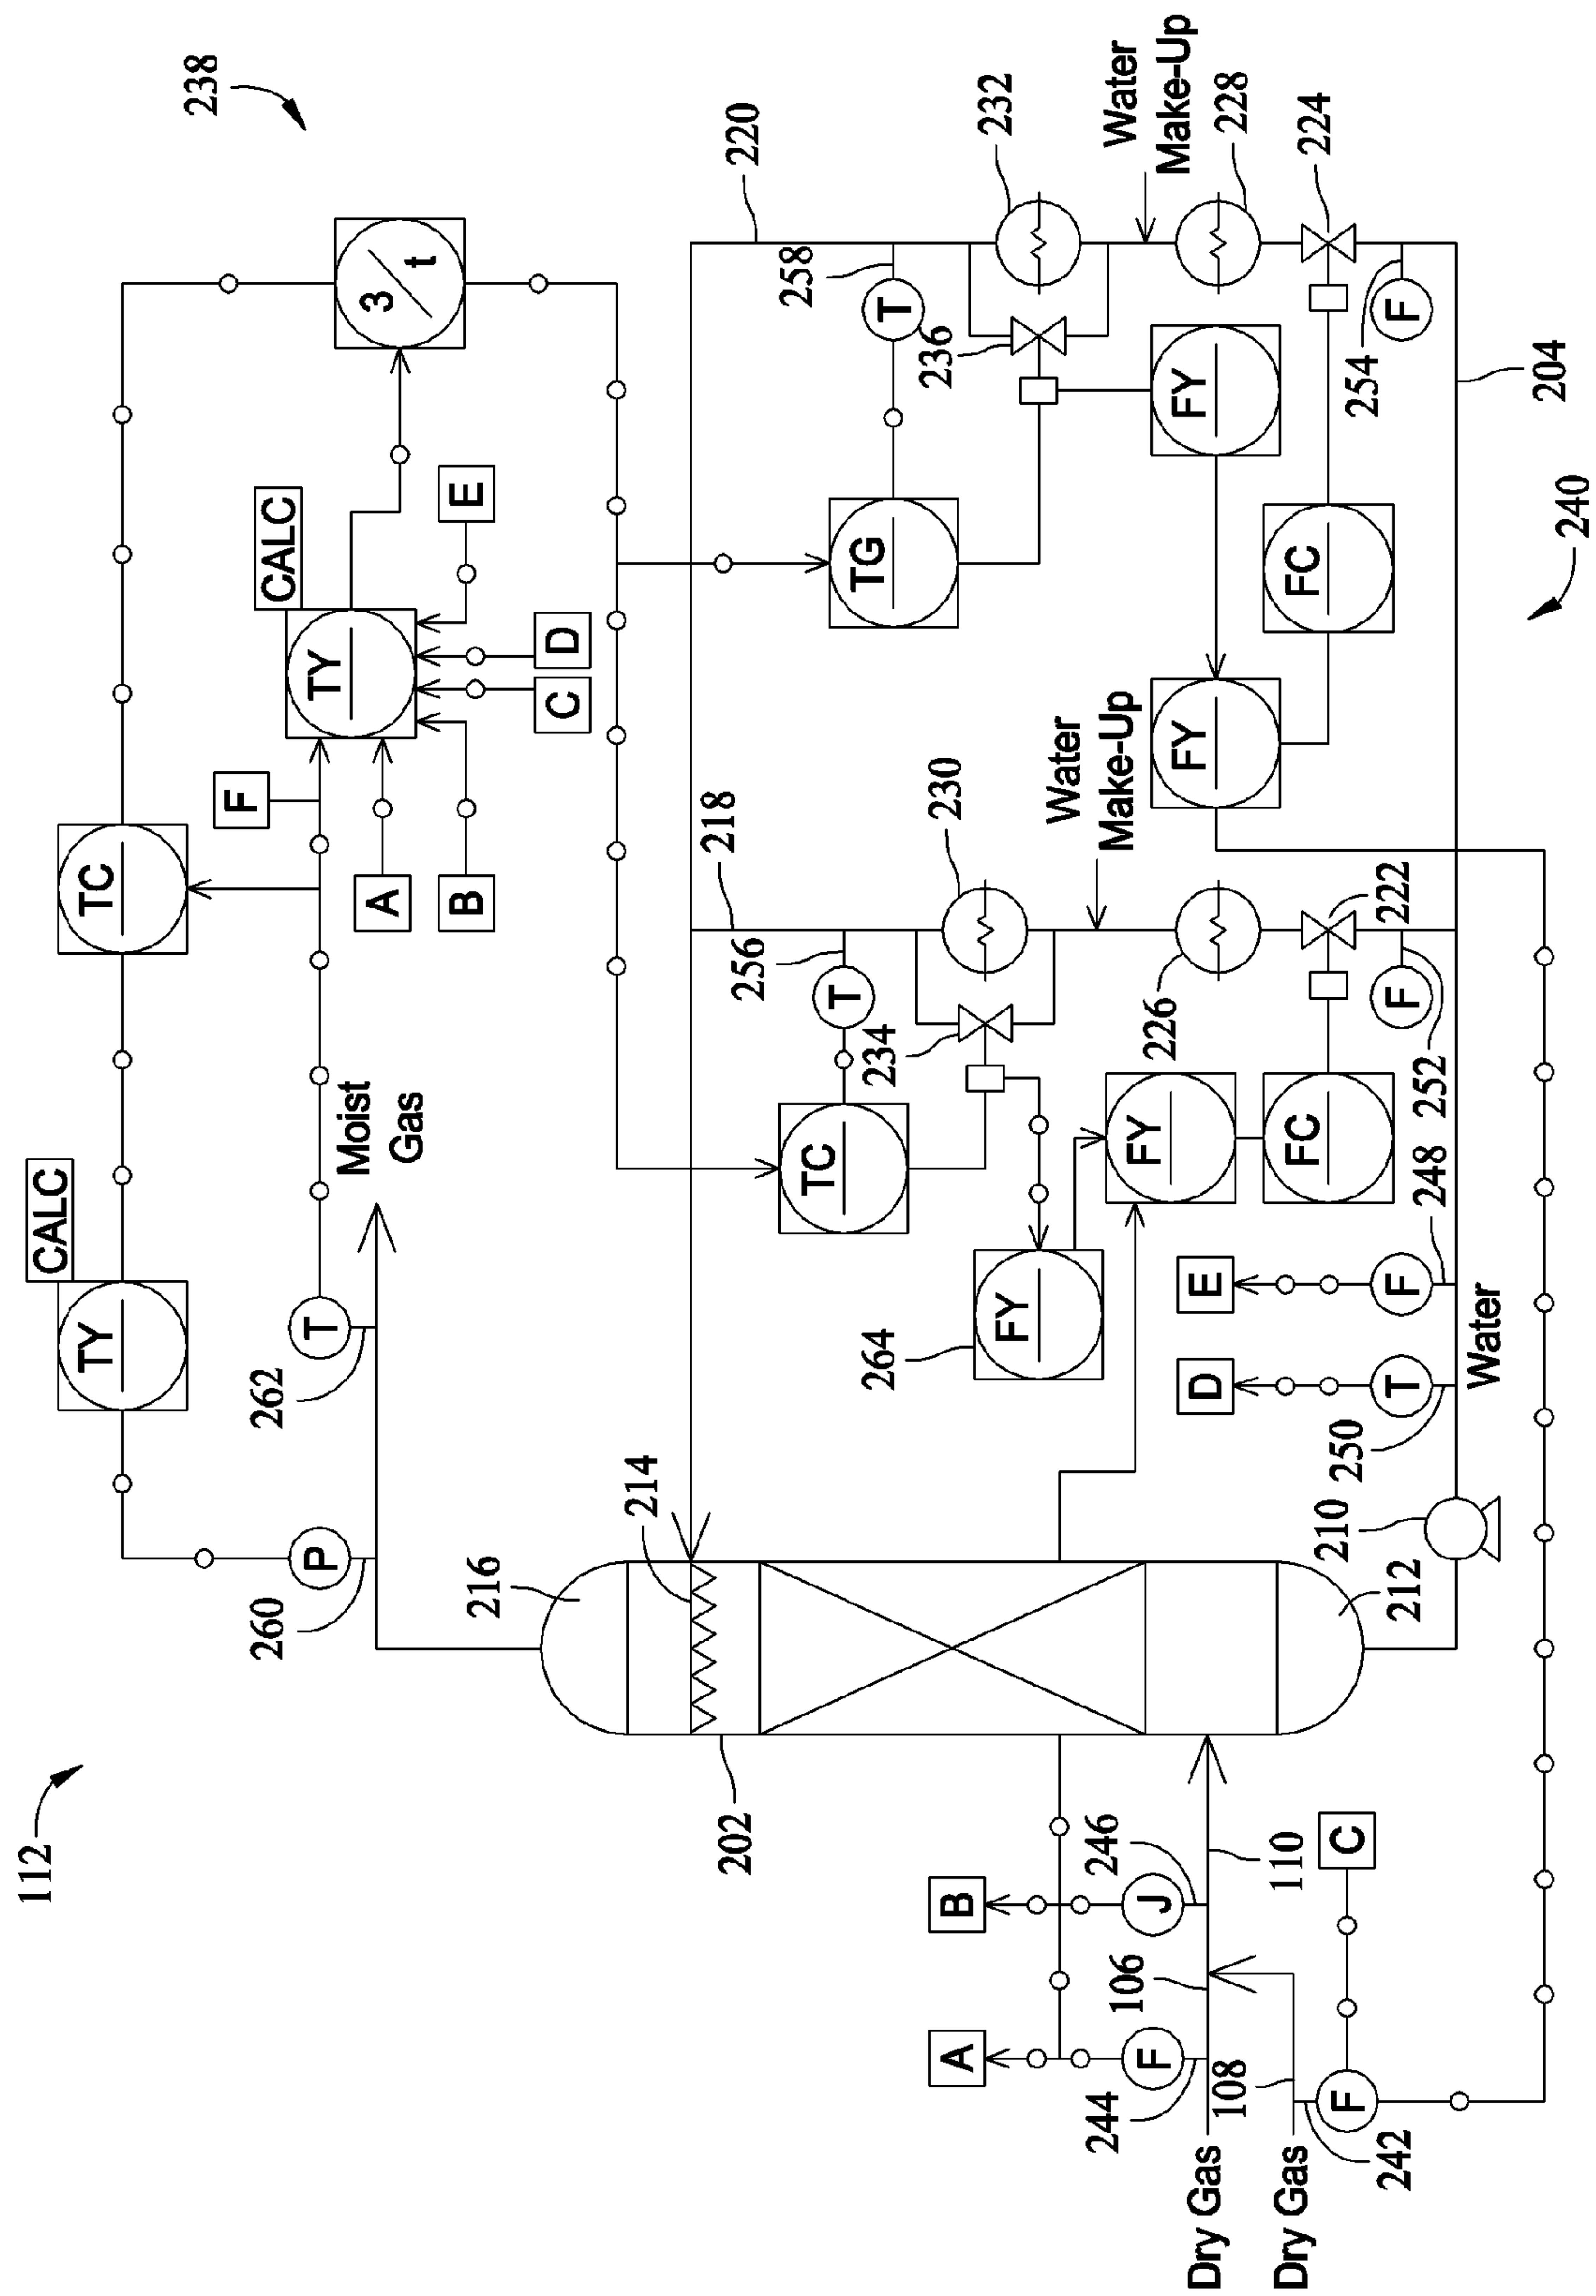 112
238
CALC
TY
TC
3/t
CALC
TY
F
A
B
C
D
E
P
260
T
262
Moist
Gas
216
214
202
220
218
256
T
TC
234
230
Water
Make-Up
226
222
F
252
258
T
TG
236
232
Water
Make-Up
228
224
F
254
FY
FY
FC
204
240
FY
264
FY
FC
E
F
248
D
T
250
Water
210
212
A
F
244
B
J
246
106
110
108
C
F
242
Dry Gas
Dry Gas